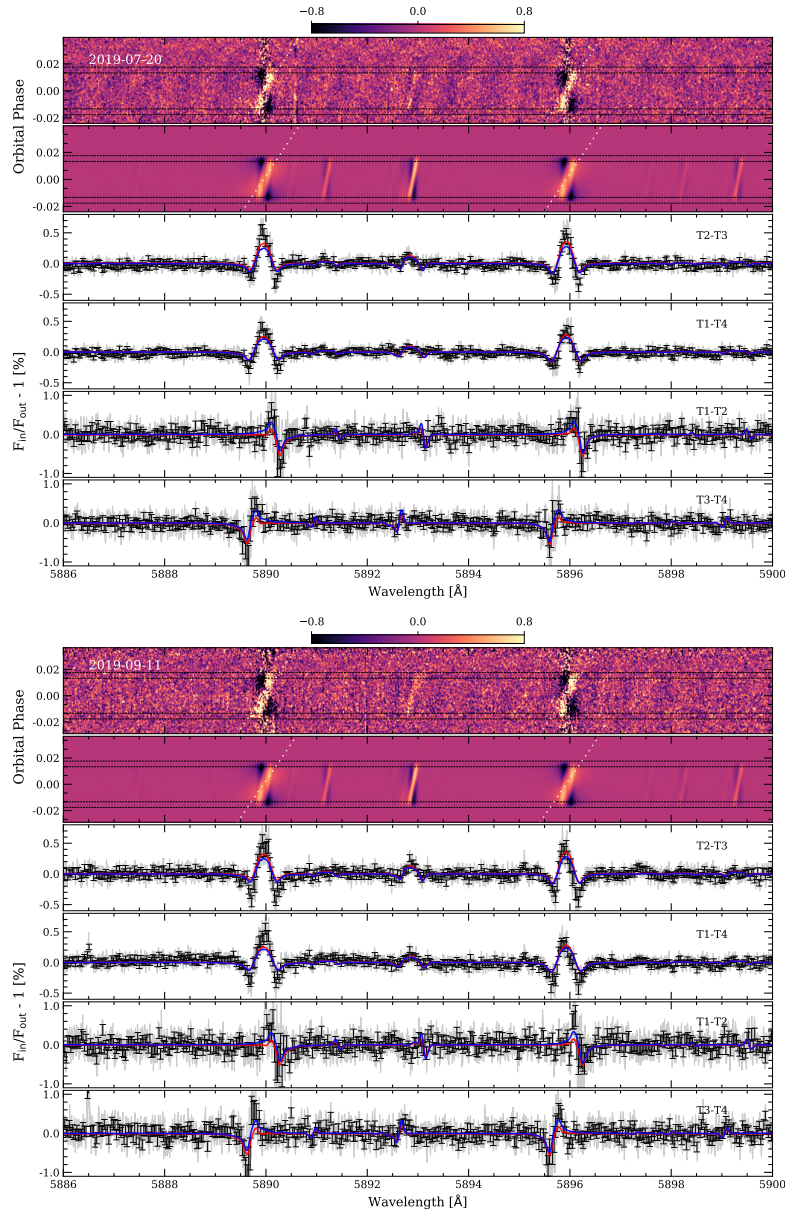 −0.8 0.0 0.8
2019-07-20
0.02
0.00
−0.02
Orbital Phase
0.02
0.00
−0.02
T2-T3
0.5
0.0
-0.5
T1-T4
0.5
0.0
-0.5
F_in/F_out - 1 [%]
T1-T2
1.0
0.0
-1.0
T3-T4
1.0
0.0
-1.0
5886 5888 5890 5892 5894 5896 5898 5900
Wavelength [Å]
−0.8 0.0 0.8
2019-09-11
0.02
0.00
−0.02
Orbital Phase
0.02
0.00
−0.02
T2-T3
0.5
0.0
-0.5
T1-T4
0.5
0.0
-0.5
F_in/F_out - 1 [%]
T1-T2
1.0
0.0
-1.0
T3-T4
1.0
0.0
-1.0
5886 5888 5890 5892 5894 5896 5898 5900
Wavelength [Å]